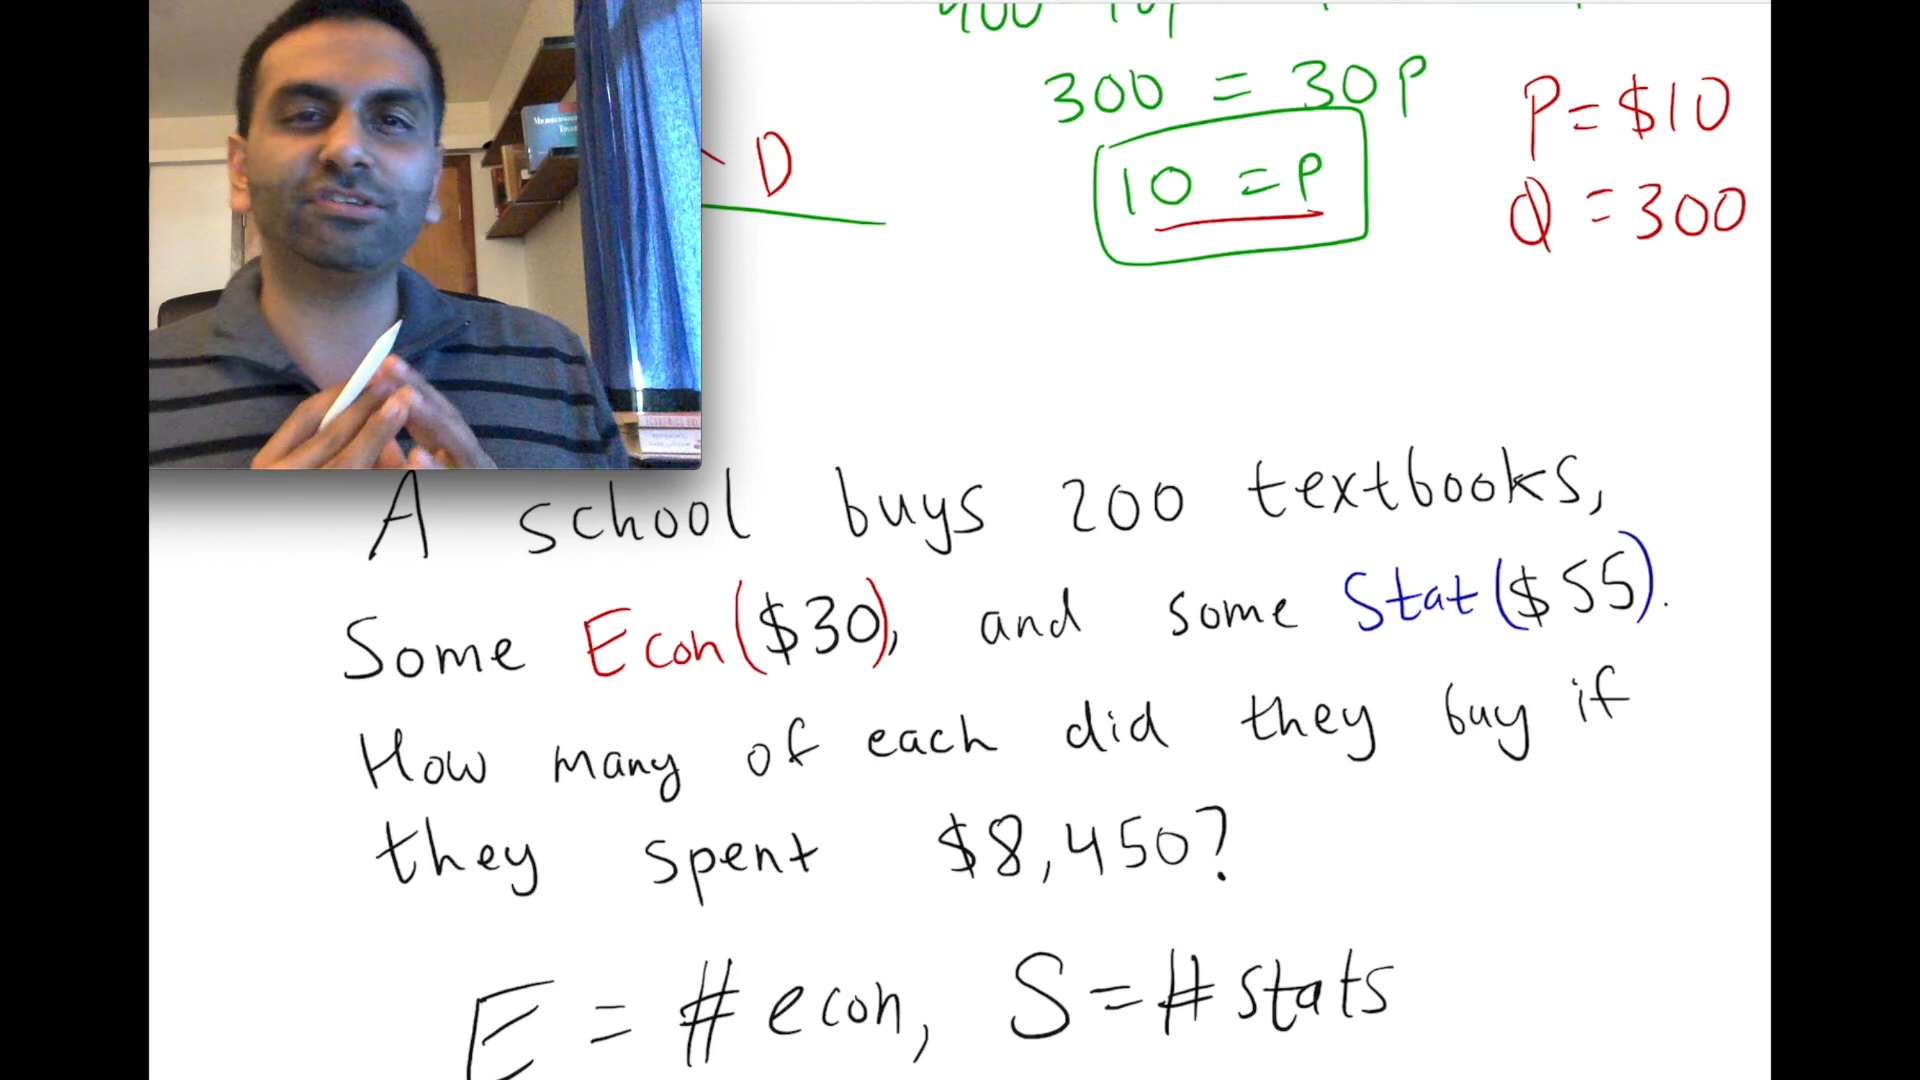 300 = 30P
10 = P
P = $10
Q = 300
D
A school buys 200 textbooks,
Some Econ ($30), and some Stat ($55).
How many of each did they buy if
they spent $8,450?
E = # econ, S = # stats